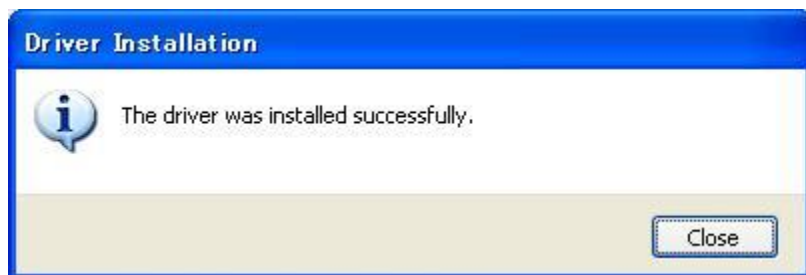 Driver Installation
The driver was installed successfully.
Close